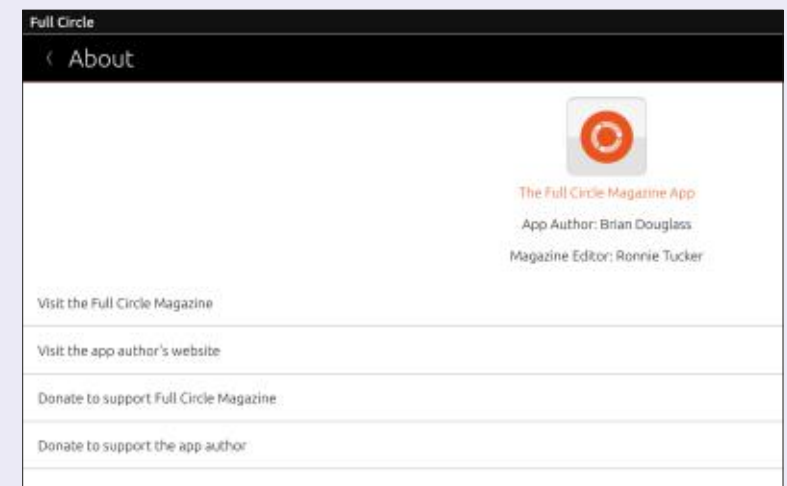 Full Circle
‹ About
The Full Circle Magazine App
App Author: Brian Douglass
Magazine Editor: Ronnie Tucker
Visit the Full Circle Magazine
Visit the app author's website
Donate to support Full Circle Magazine
Donate to support the app author